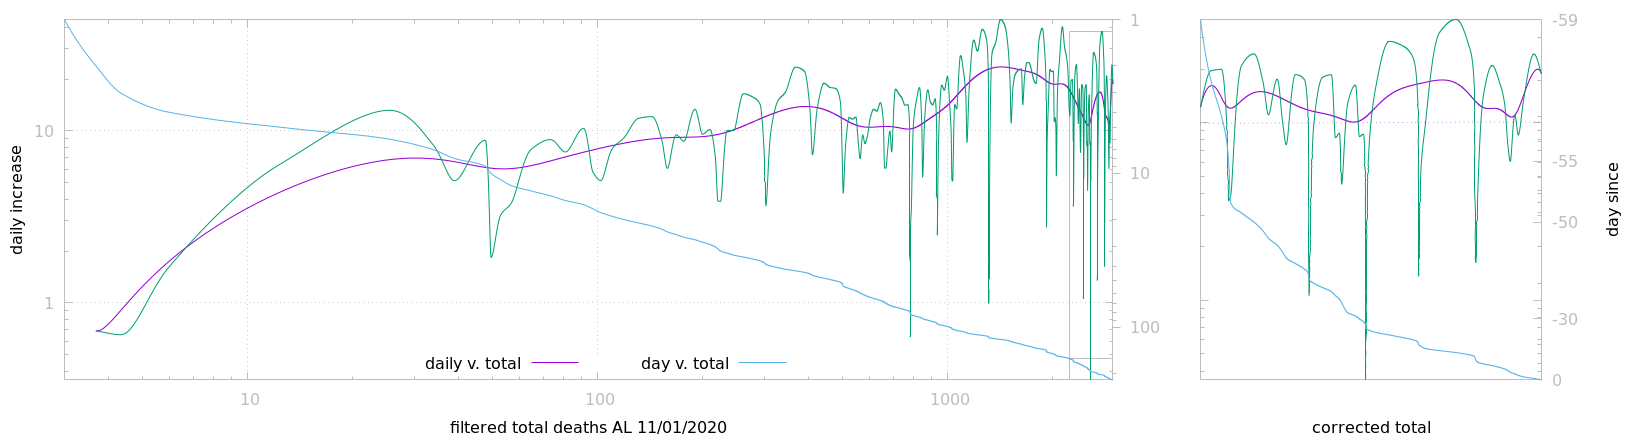 1
-59
10
10
-55
-50
daily increase
day since
1
-30
100
daily v. total
day v. total
0
10
100
1000
filtered total deaths AL 11/01/2020
corrected total